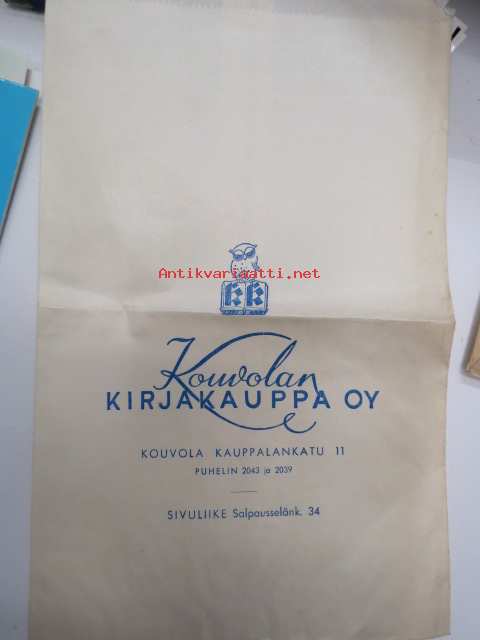 Antikvariaatti.net
kk
Kouvolan
KIRJAKAUPPA OY
KOUVOLA KAUPPALANKATU 11
PUHELIN 2043 ja 2039
SIVULIIKE Salpausselänk. 34